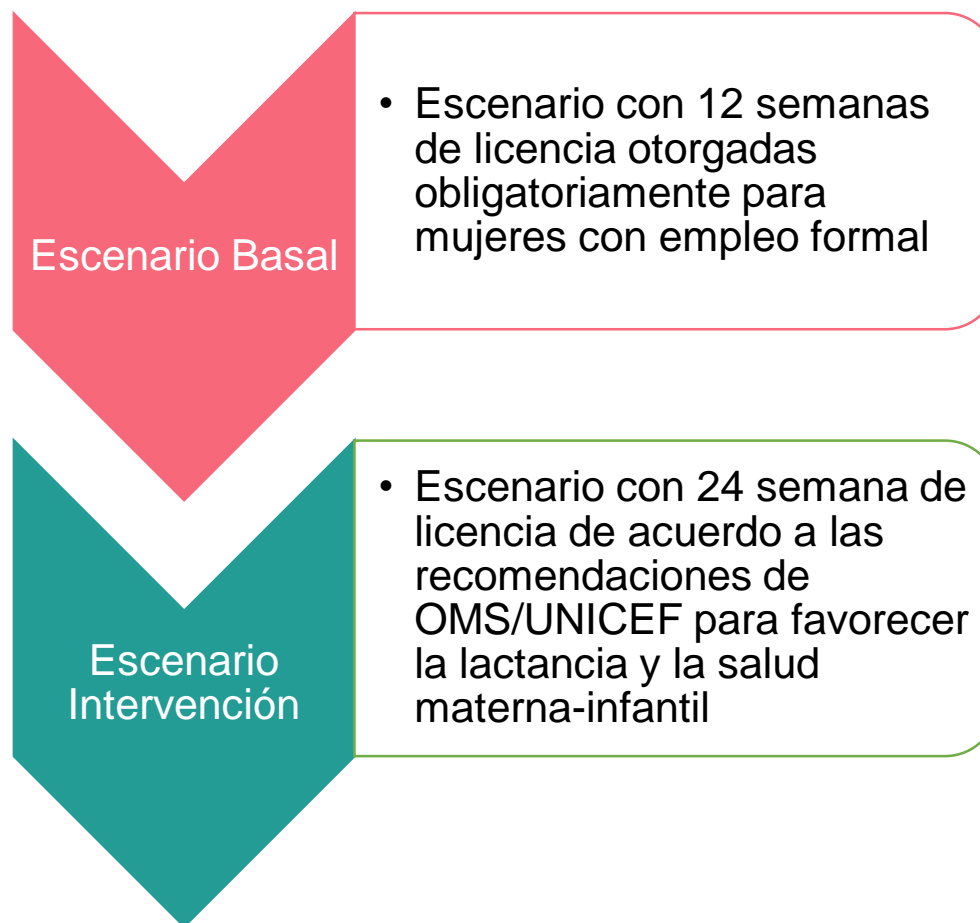 Escenario Basal
• Escenario con 12 semanas
de licencia otorgadas
obligatoriamente para
mujeres con empleo formal
Escenario
Intervención
• Escenario con 24 semana de
licencia de acuerdo a las
recomendaciones de
OMS/UNICEF para favorecer
la lactancia y la salud
materna-infantil